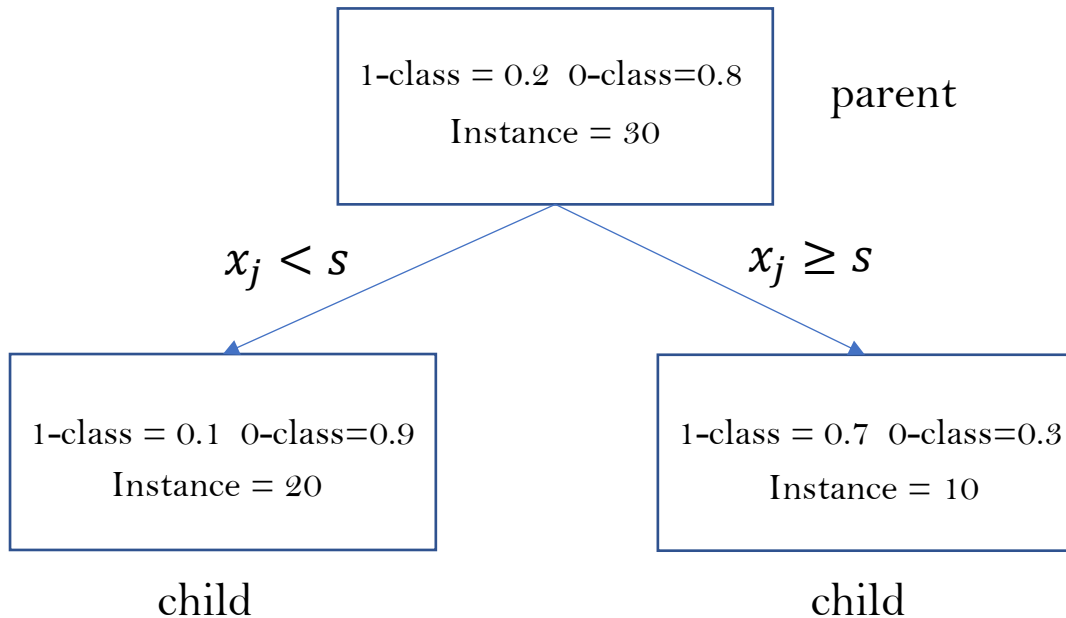 1-class = 0.2  0-class=0.8
Instance = 30
parent
x_j < s
x_j ≥ s
1-class = 0.1  0-class=0.9
Instance = 20
1-class = 0.7  0-class=0.3
Instance = 10
child
child